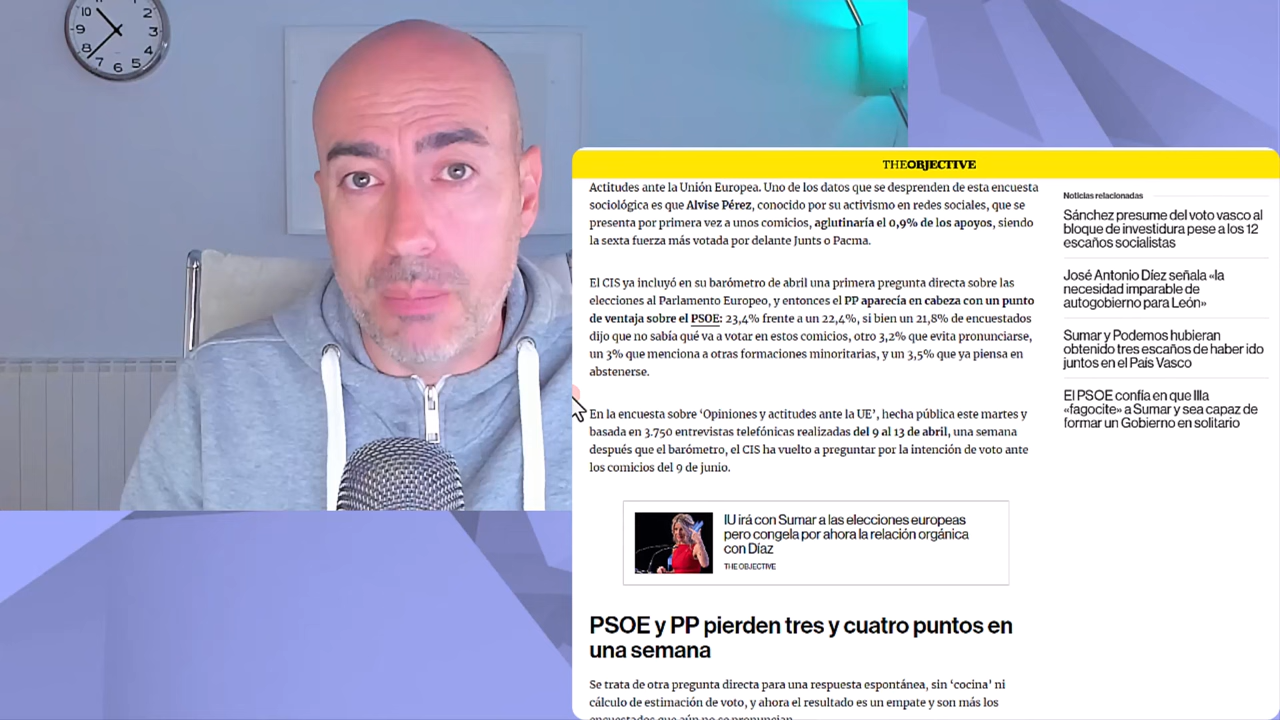 10 2
9 3
8 4
7 6 5
THEOBJECTIVE
Actitudes ante la Unión Europea. Uno de los datos que se desprenden de esta encuesta
sociológica es que Alvise Pérez, conocido por su activismo en redes sociales, que se
presenta por primera vez a unos comicios, aglutinaría el 0,9% de los apoyos, siendo
la sexta fuerza más votada por delante Junts o Pacma.
El CIS ya incluyó en su barómetro de abril una primera pregunta directa sobre las
elecciones al Parlamento Europeo, y entonces el PP aparecía en cabeza con un punto
de ventaja sobre el PSOE: 23,4% frente a un 22,4%, si bien un 21,8% de encuestados
dijo que no sabía qué va a votar en estos comicios, otro 3,2% que evita pronunciarse,
un 3% que menciona a otras formaciones minoritarias, y un 3,5% que ya piensa en
abstenerse.
En la encuesta sobre ‘Opiniones y actitudes ante la UE’, hecha pública este martes y
basada en 3.750 entrevistas telefónicas realizadas del 9 al 13 de abril, una semana
después que el barómetro, el CIS ha vuelto a preguntar por la intención de voto ante
los comicios del 9 de junio.
IU irá con Sumar a las elecciones europeas
pero congela por ahora la relación orgánica
con Díaz
THE OBJECTIVE
PSOE y PP pierden tres y cuatro puntos en
una semana
Se trata de otra pregunta directa para una respuesta espontánea, sin ‘cocina’ ni
cálculo de estimación de voto, y ahora el resultado es un empate y son más los
encuestados que aún no se pronuncian
Noticias relacionadas
Sánchez presume del voto vasco al
bloque de investidura pese a los 12
escaños socialistas
José Antonio Díez señala «la
necesidad imparable de
autogobierno para León»
Sumar y Podemos hubieran
obtenido tres escaños de haber ido
juntos en el País Vasco
El PSOE confía en que Illa
«fagocite» a Sumar y sea capaz de
formar un Gobierno en solitario